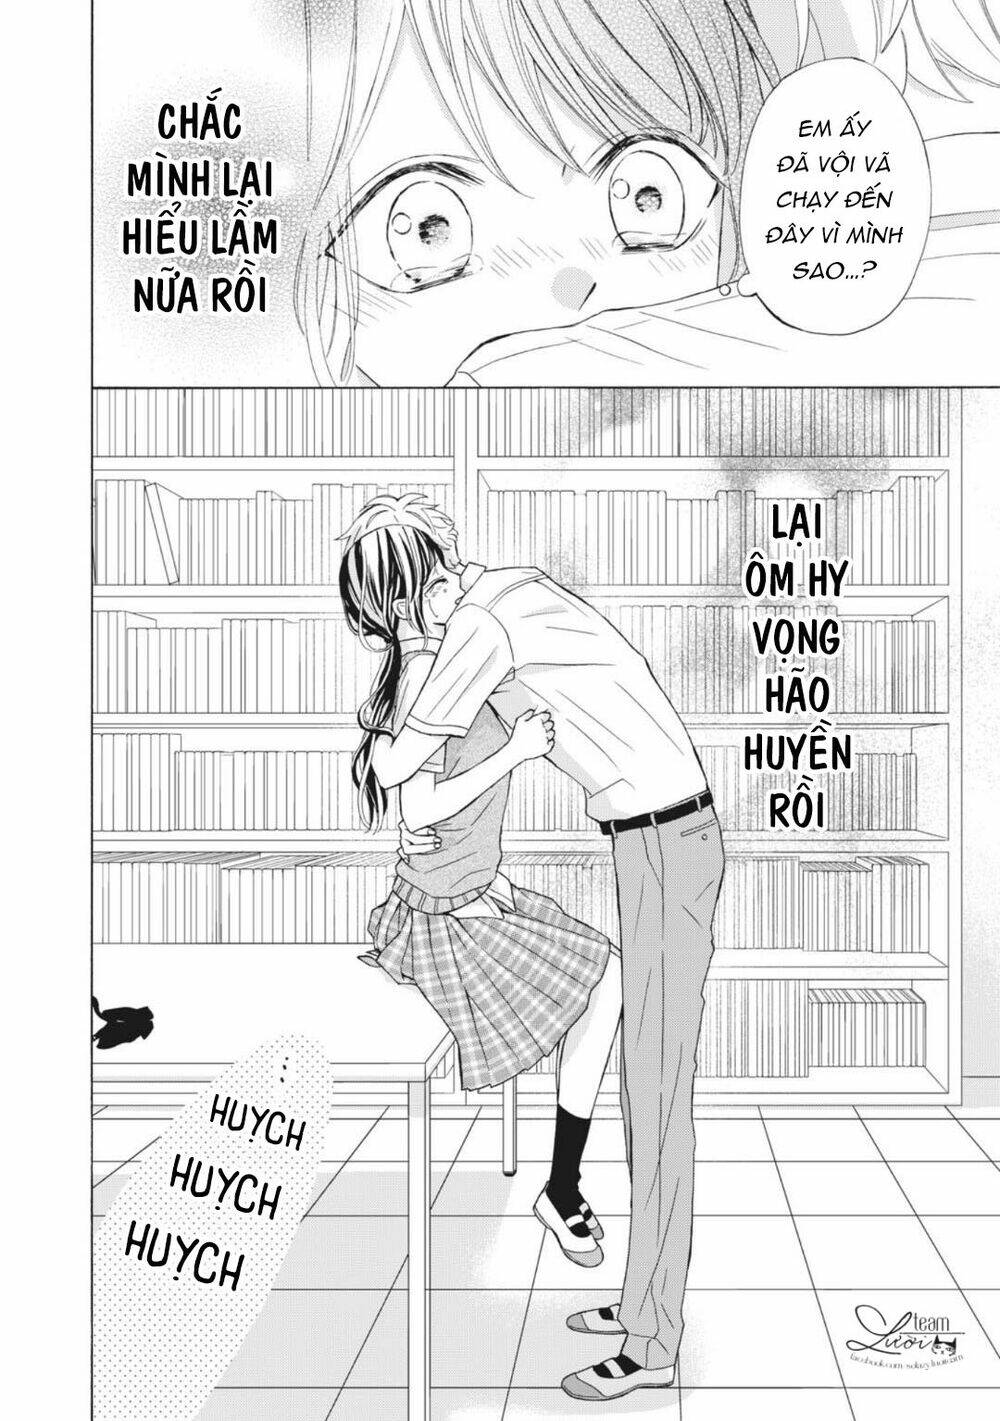 EM ẤY
ĐÃ VỘI VÃ
CHẠY ĐẾN
ĐÂY VÌ MÌNH
SAO...?
CHẮC
MÌNH LẠI
HIỂU LẦM
NỮA RỒI
LẠI
ÔM HY
VỌNG
HÃO
HUYỀN
RỒI
...
HUỴCH
HUỴCH
HUỴCH
team
Lười